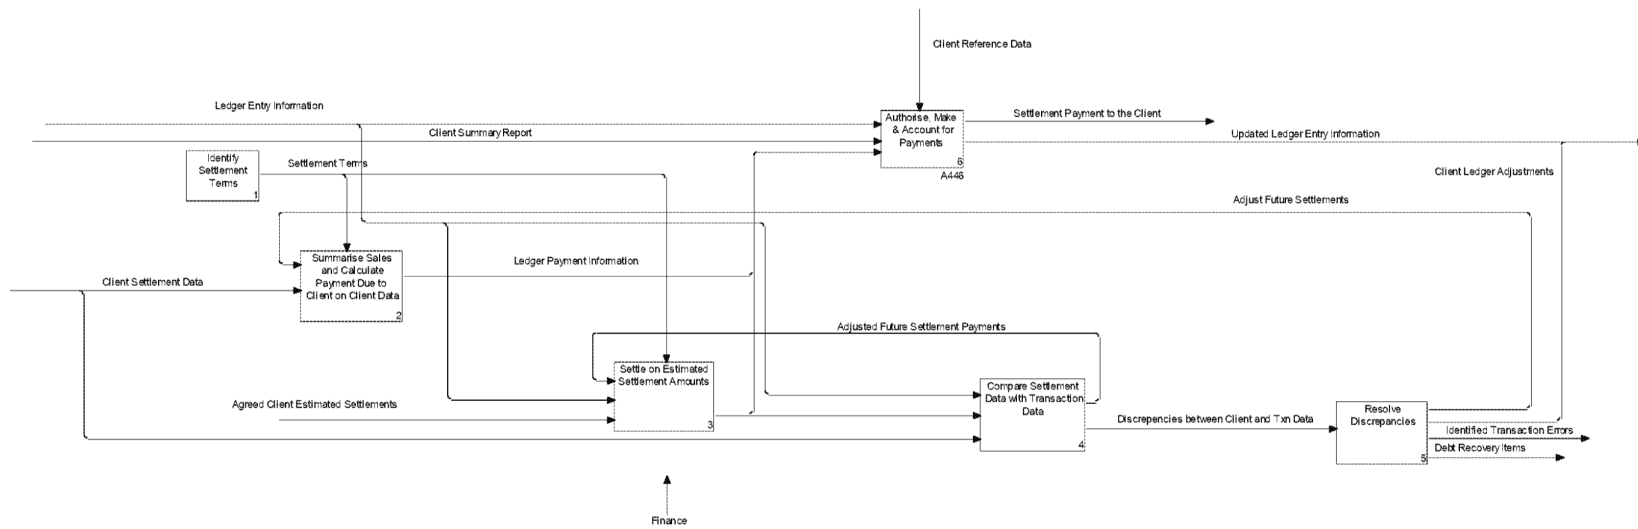 Client Reference Data
Ledger Entry Information
Authorise, Make
& Account for
Payments
6
A446
Settlement Payment to the Client
Client Summary Report
Updated Ledger Entry Information
Identify
Settlement
Terms
1
Settlement Terms
Client Ledger Adjustments
Adjust Future Settlements
Summarise Sales
and Calculate
Payment Due to
Client on Client Data
2
Ledger Payment Information
Client Settlement Data
Adjusted Future Settlement Payments
Settle on Estimated
Settlement Amounts
3
Agreed Client Estimated Settlements
Compare Settlement
Data with Transaction
Data
4
Discrepancies between Client and Txn Data
Resolve
Discrepancies
5
Identified Transaction Errors
Debt Recovery Items
Finance